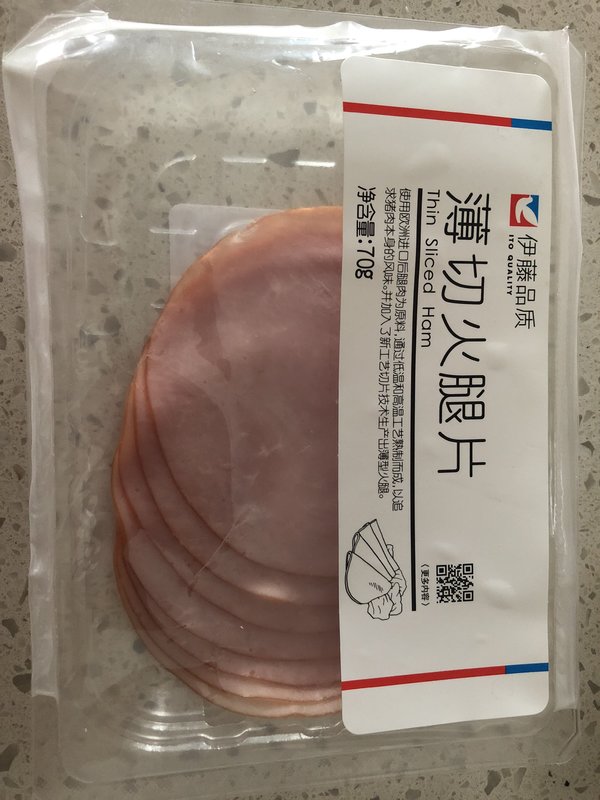 伊藤品质
ITO QUALITY
薄切火腿片
Thin Sliced Ham
使用欧洲进口后腿肉为原料,通过低温和高温工艺熟制而成,以追
求猪肉本身的风味。并加入了新工艺切片技术生产出薄型火腿。
净含量:70g
(更多内容)